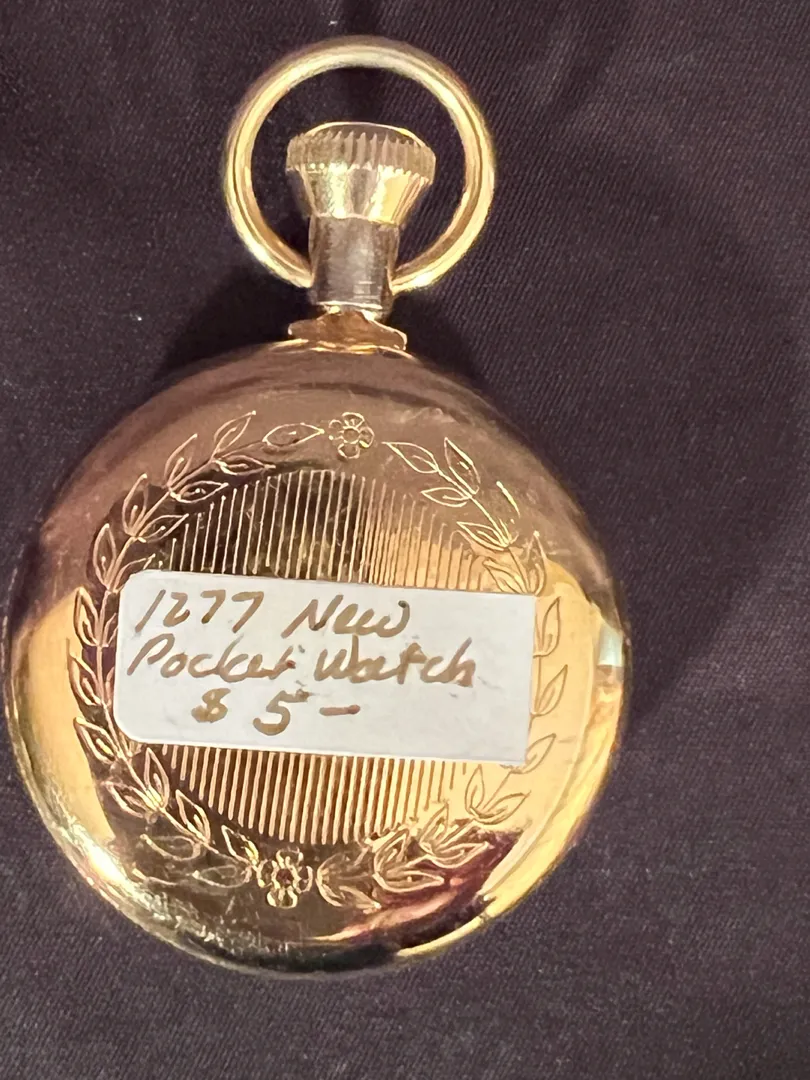 1277 New
Pocket Watch
$ 5-